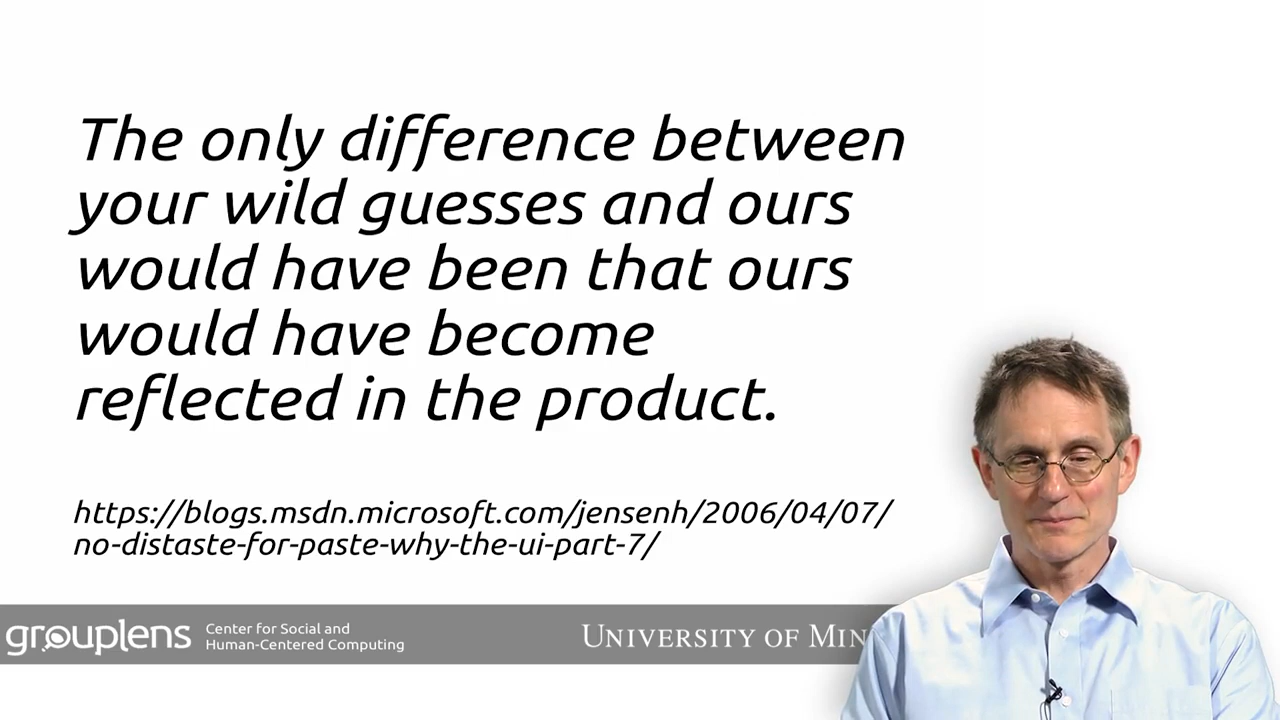 The only difference between
your wild guesses and ours
would have been that ours
would have become
reflected in the product.
https://blogs.msdn.microsoft.com/jensenh/2006/04/07/
no-distaste-for-paste-why-the-ui-part-7/
grouplens
Center for Social and
Human-Centered Computing
UNIVERSITY OF MIN